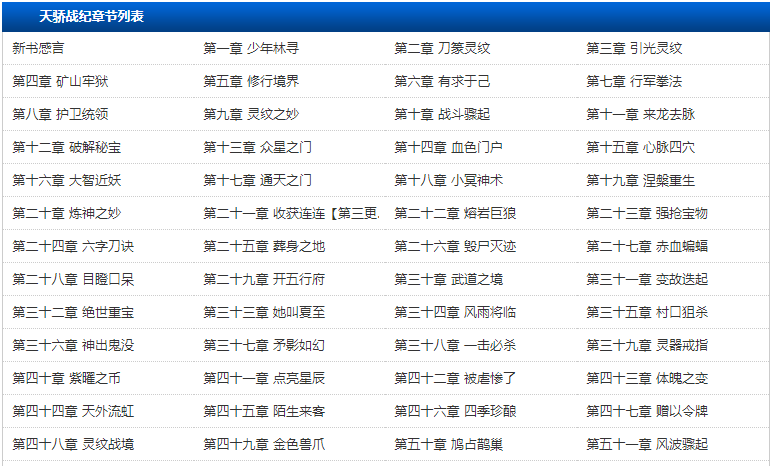 天骄战纪章节列表
新书感言 第一章 少年林寻 第二章 刀篆灵纹 第三章 引光灵纹
第四章 矿山牢狱 第五章 修行境界 第六章 有求于己 第七章 行军拳法
第八章 护卫统领 第九章 灵纹之妙 第十章 战斗骤起 第十一章 来龙去脉
第十二章 破解秘宝 第十三章 众星之门 第十四章 血色门户 第十五章 心脉四穴
第十六章 大智近妖 第十七章 通天之门 第十八章 小冥神术 第十九章 涅槃重生
第二十章 炼神之妙 第二十一章 收获连连【第三更. 第二十二章 熔岩巨狼 第二十三章 强抢宝物
第二十四章 六字刀诀 第二十五章 葬身之地 第二十六章 毁尸灭迹 第二十七章 赤血蝙蝠
第二十八章 目瞪口呆 第二十九章 开五行府 第三十章 武道之境 第三十一章 变故迭起
第三十二章 绝世重宝 第三十三章 她叫夏至 第三十四章 风雨将临 第三十五章 村口狙杀
第三十六章 神出鬼没 第三十七章 矛影如幻 第三十八章 一击必杀 第三十九章 灵器戒指
第四十章 紫曜之币 第四十一章 点亮星辰 第四十二章 被虐惨了 第四十三章 体魄之变
第四十四章 天外流虹 第四十五章 陌生来客 第四十六章 四季珍酿 第四十七章 赠以令牌
第四十八章 灵纹战境 第四十九章 金色兽爪 第五十章 鸠占鹊巢 第五十一章 风波骤起